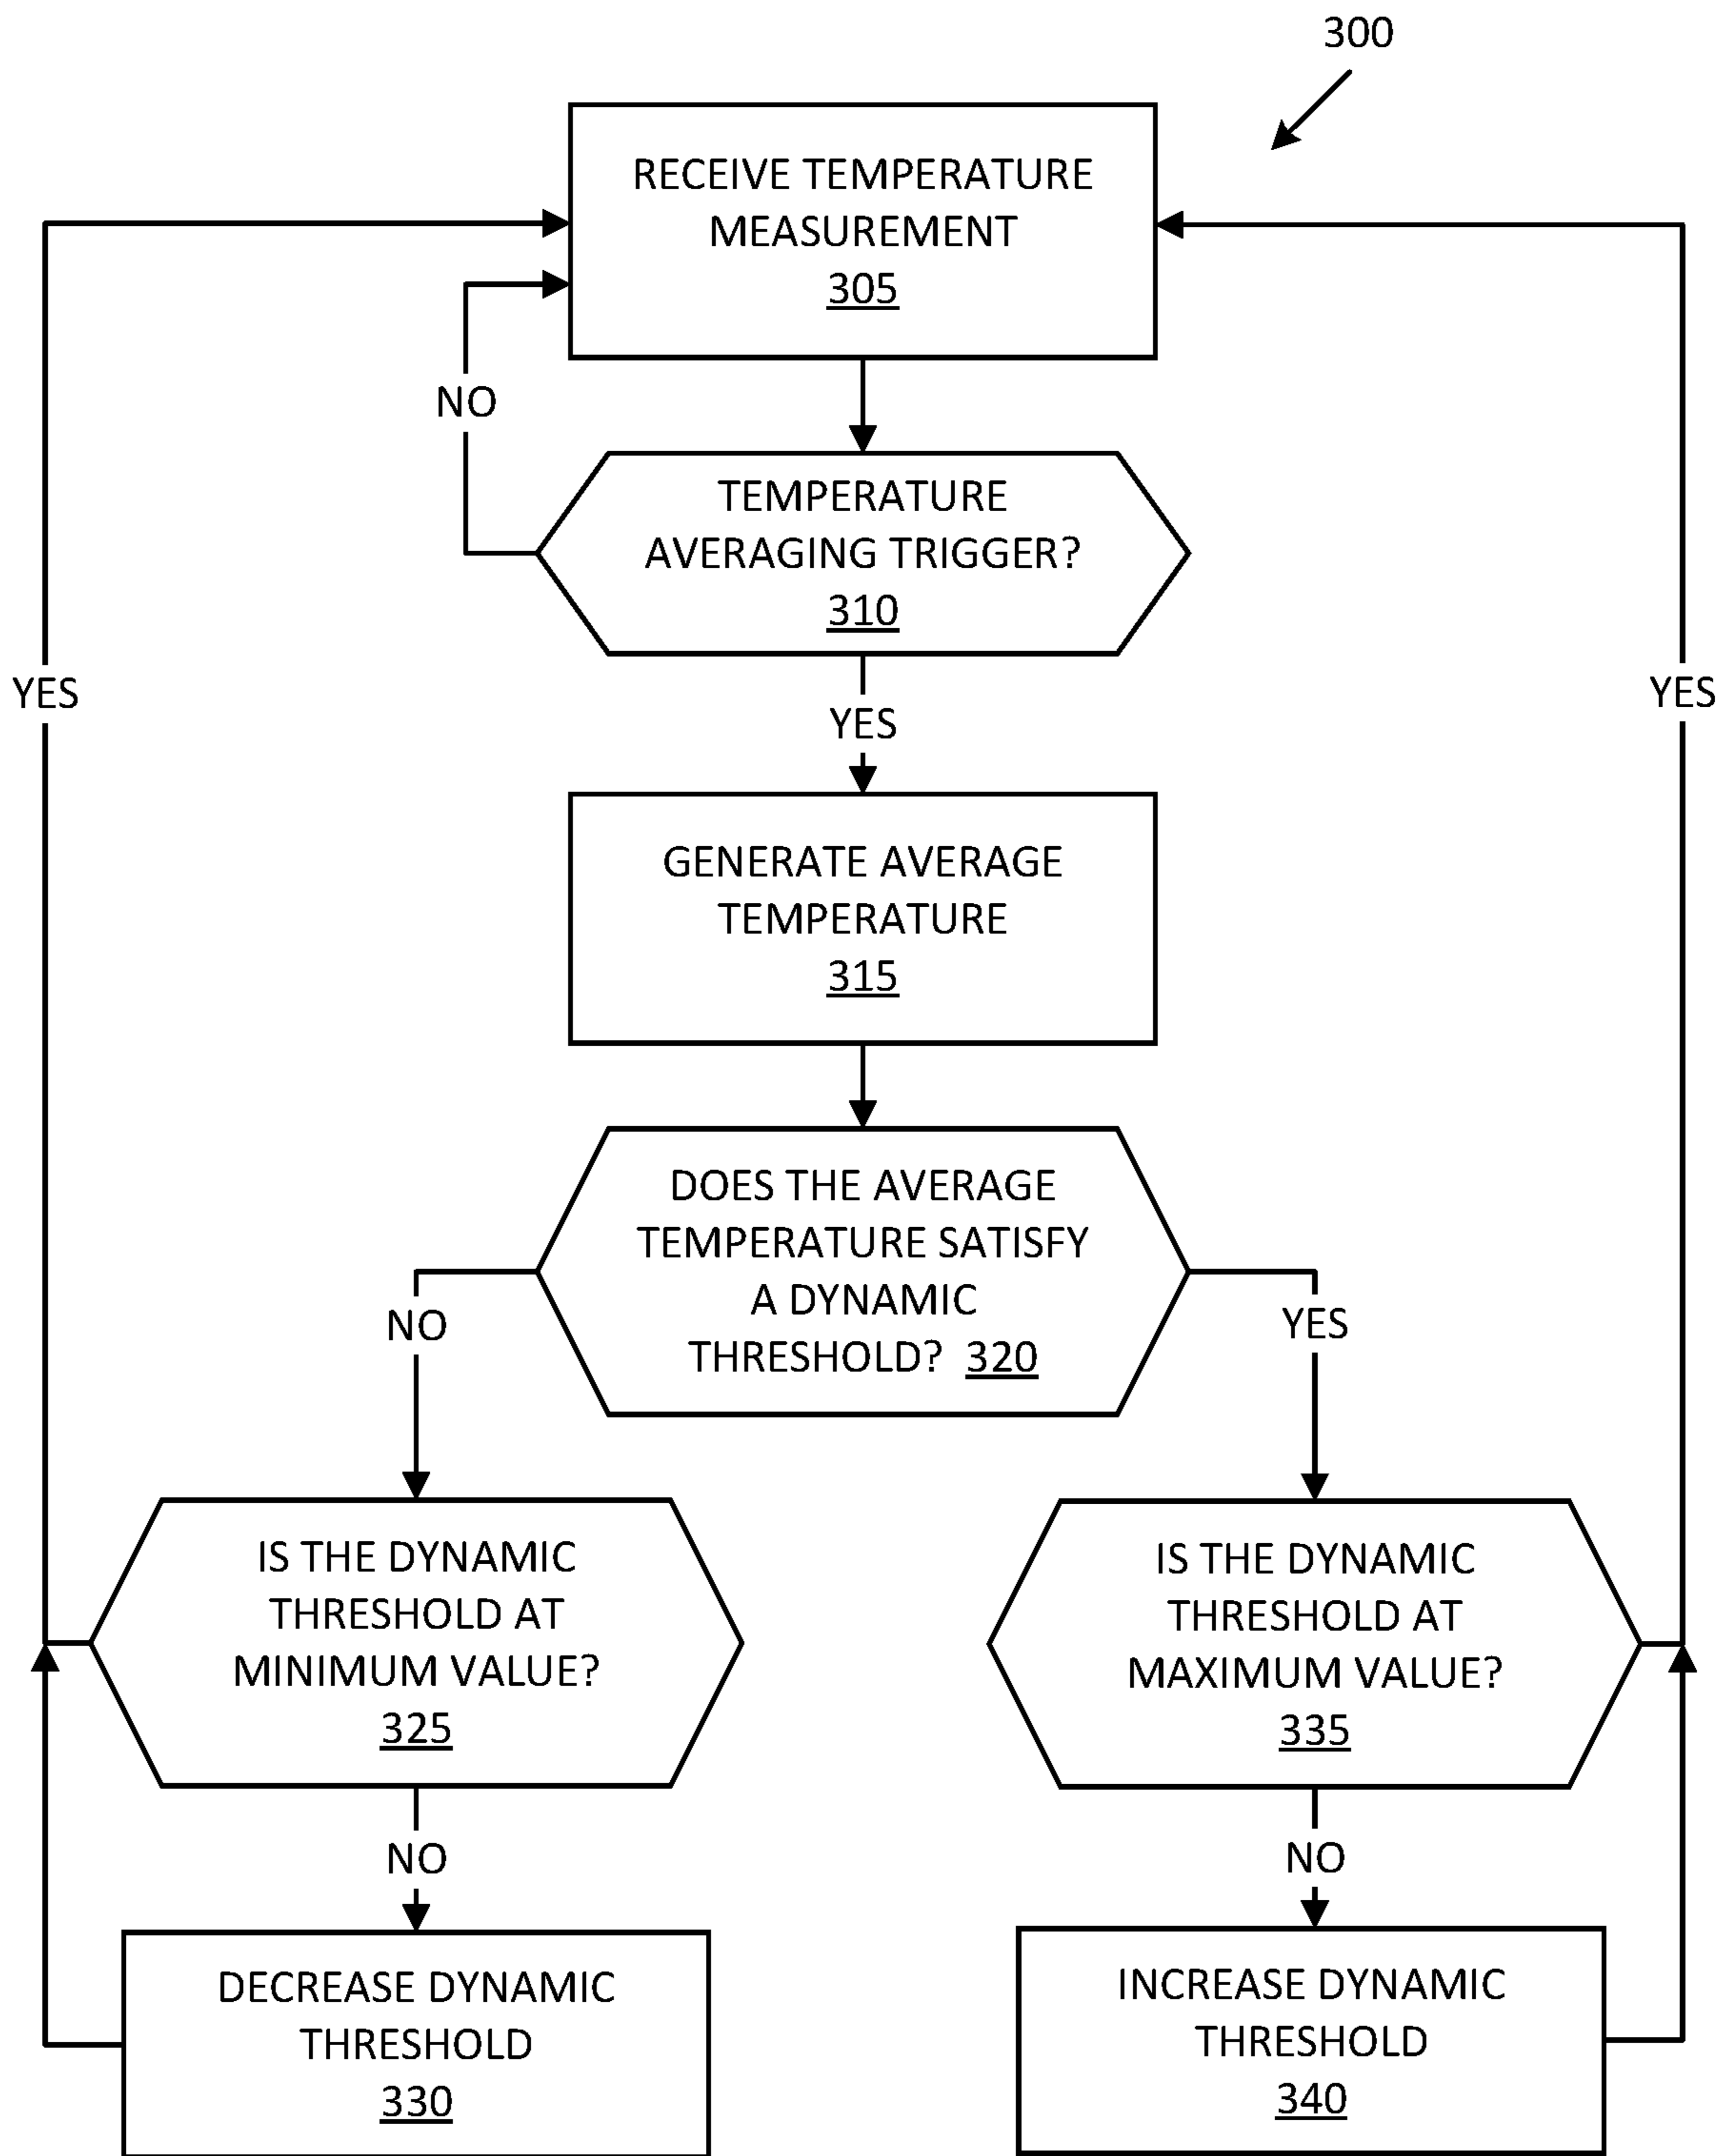 300
RECEIVE TEMPERATURE
MEASUREMENT
305
NO
TEMPERATURE
AVERAGING TRIGGER?
310
YES
YES
YES
GENERATE AVERAGE
TEMPERATURE
315
DOES THE AVERAGE
TEMPERATURE SATISFY
A DYNAMIC
THRESHOLD? 320
NO
YES
IS THE DYNAMIC
THRESHOLD AT
MINIMUM VALUE?
325
IS THE DYNAMIC
THRESHOLD AT
MAXIMUM VALUE?
335
NO
NO
DECREASE DYNAMIC
THRESHOLD
330
INCREASE DYNAMIC
THRESHOLD
340